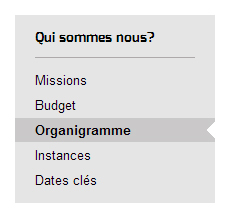 Qui sommes nous?
Missions
Budget
Organigramme
Instances
Dates clés